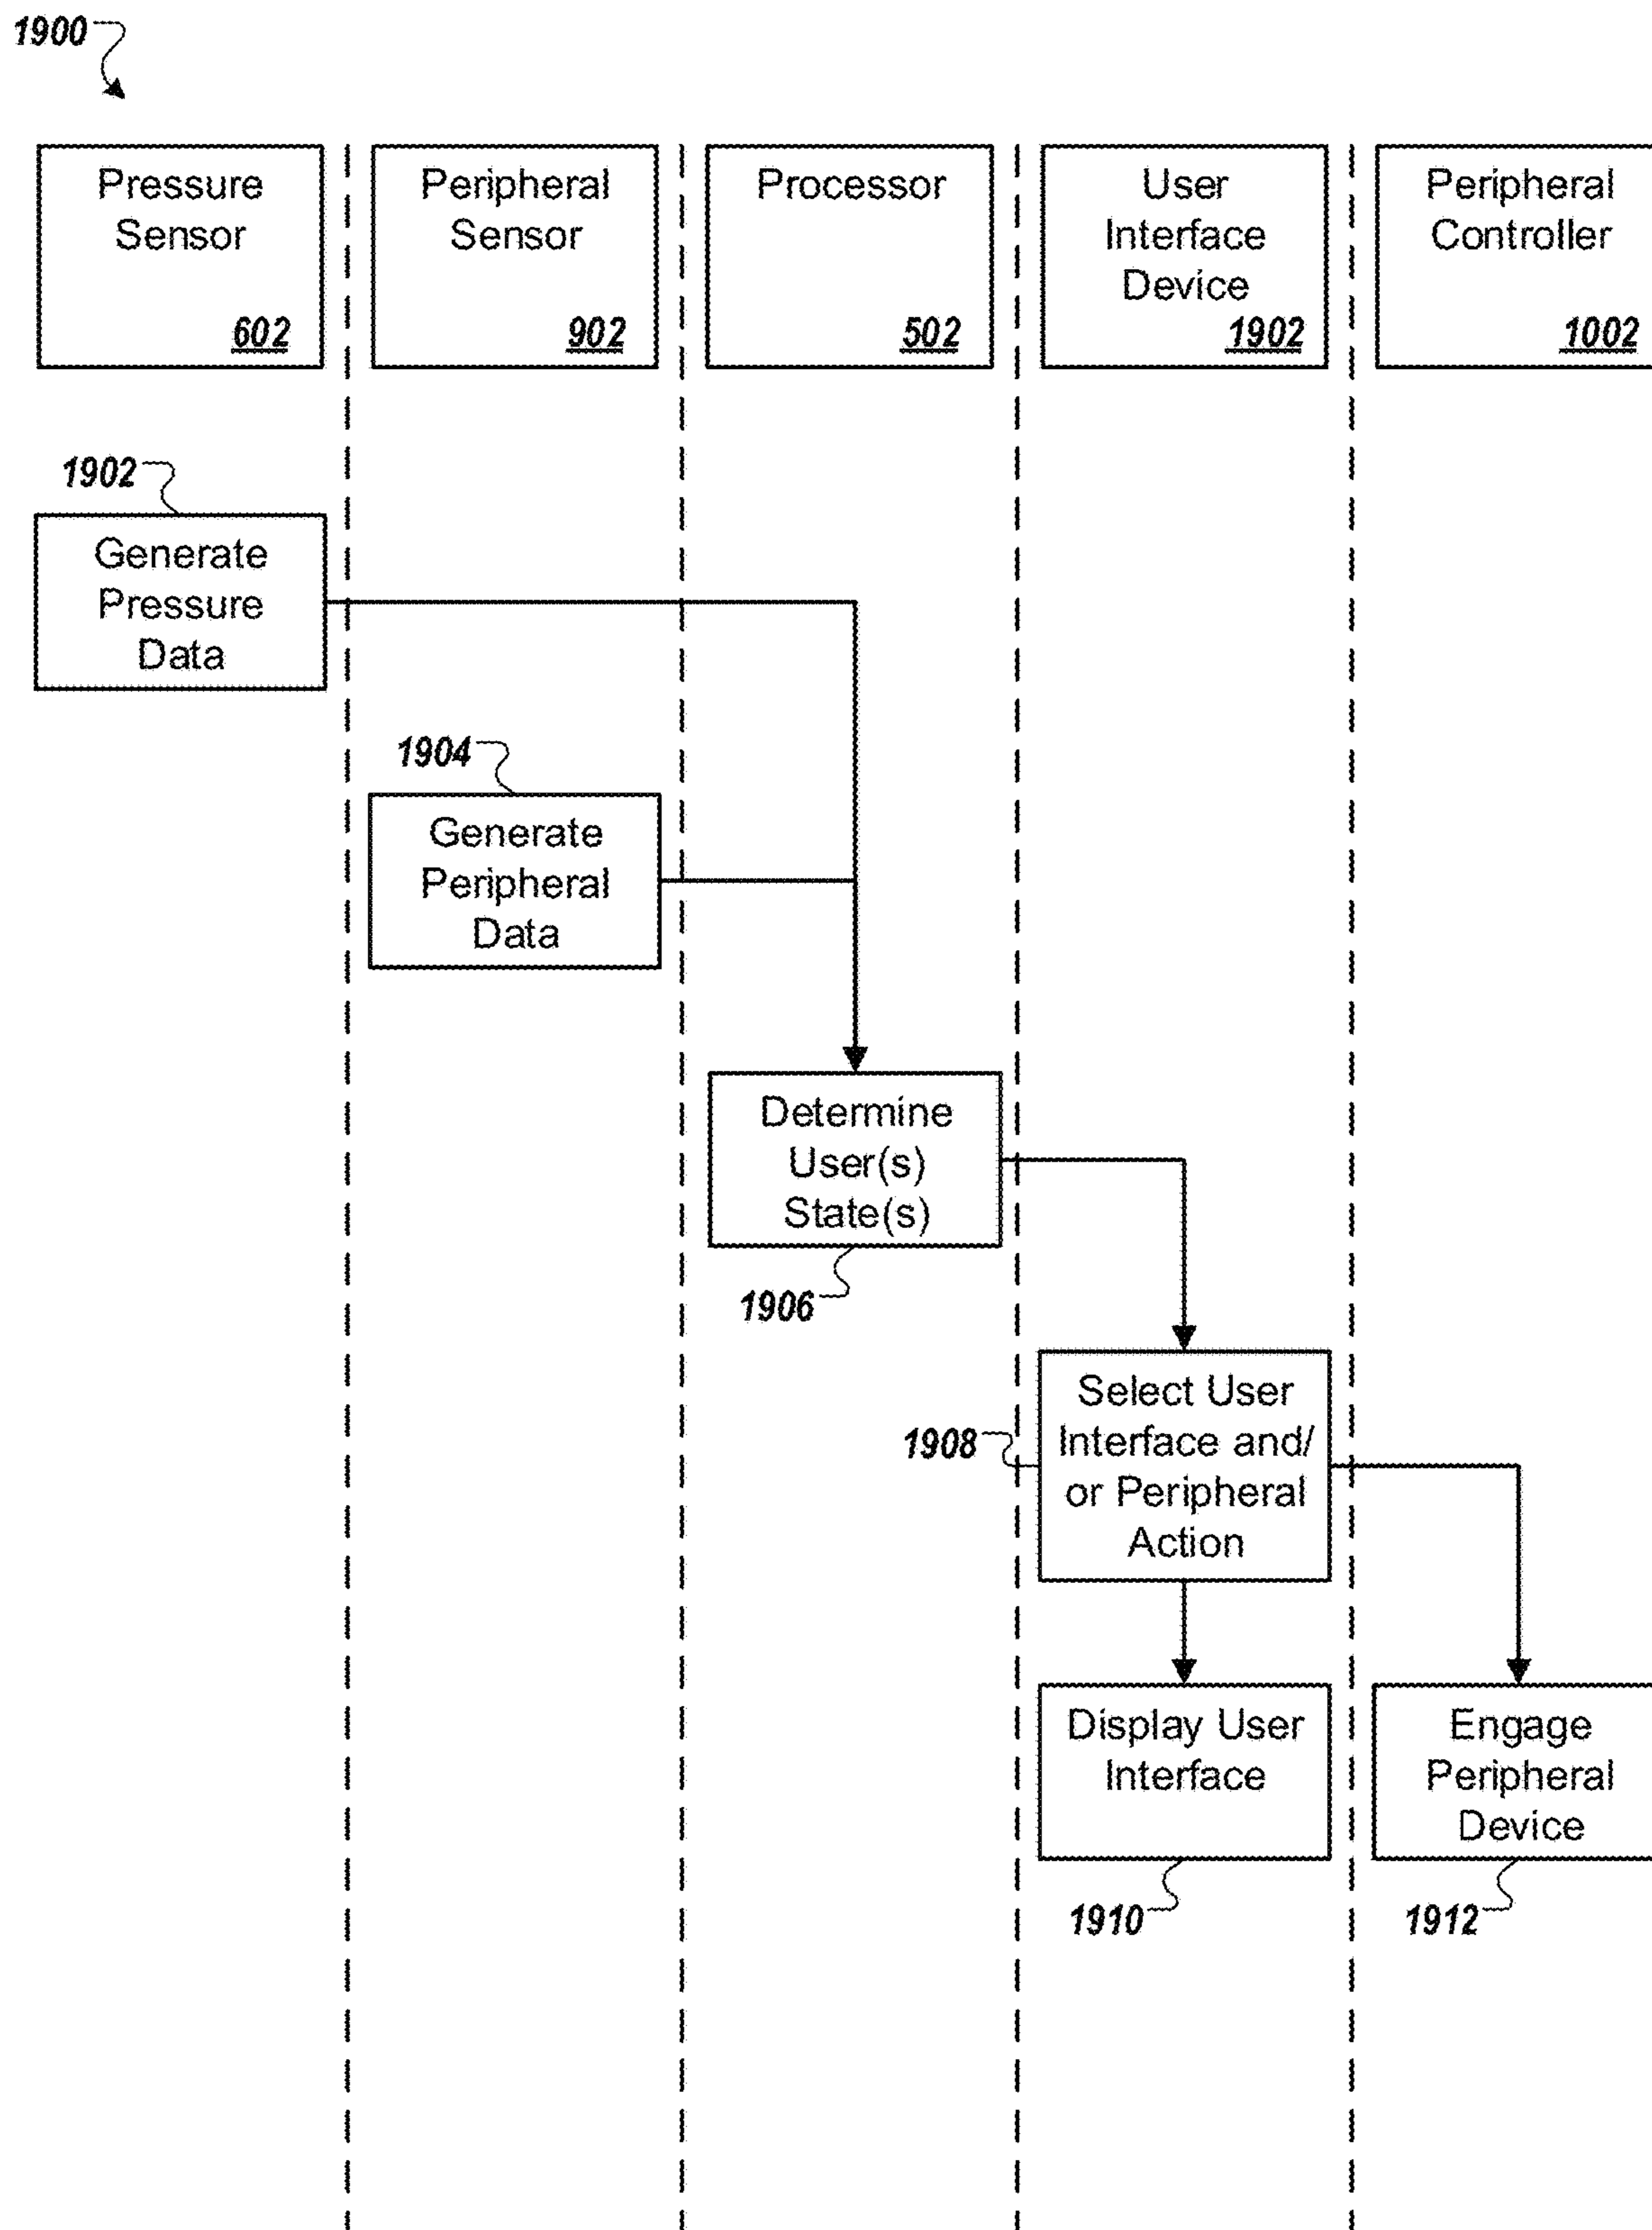 1900
Pressure
Sensor
602
Peripheral
Sensor
902
Processor
502
User
Interface
Device
1902
Peripheral
Controller
1002
1902
Generate
Pressure
Data
1904
Generate
Peripheral
Data
Determine
User(s)
State(s)
1906
1908
Select User
Interface and/
or Peripheral
Action
Display User
Interface
1910
Engage
Peripheral
Device
1912